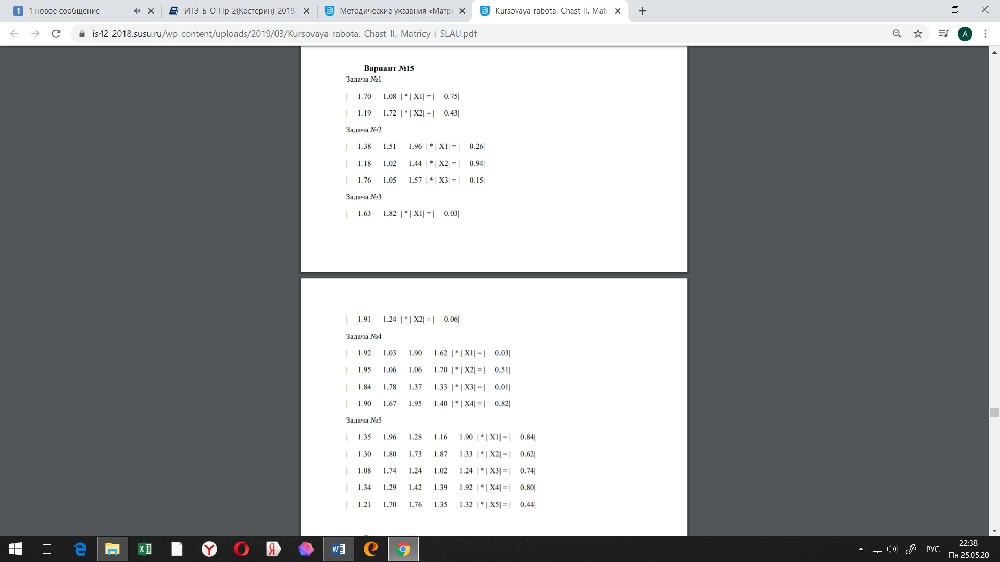 1 новое сообщение
ИТЭ-Б-О-Пр-2(Костерин)-2019/
Методические указания «Матри
Kursovaya-rabota.-Chast-II.-Matr
is42-2018.susu.ru/wp-content/uploads/2019/03/Kursovaya-rabota.-Chast-II.-Matricy-i-SLAU.pdf
A
Вариант №15
Задача №1
| 1.70 1.08 | * | X1| = | 0.75|
| 1.19 1.72 | * | X2| = | 0.43|
Задача №2
| 1.38 1.51 1.96 | * | X1| = | 0.26|
| 1.18 1.02 1.44 | * | X2| = | 0.94|
| 1.76 1.05 1.57 | * | X3| = | 0.15|
Задача №3
| 1.63 1.82 | * | X1| = | 0.03|
| 1.91 1.24 | * | X2| = | 0.06|
Задача №4
| 1.92 1.03 1.90 1.62 | * | X1| = | 0.03|
| 1.95 1.06 1.06 1.70 | * | X2| = | 0.51|
| 1.84 1.78 1.37 1.33 | * | X3| = | 0.01|
| 1.90 1.67 1.95 1.40 | * | X4| = | 0.82|
Задача №5
| 1.35 1.96 1.28 1.16 1.90 | * | X1| = | 0.84|
| 1.30 1.80 1.73 1.87 1.33 | * | X2| = | 0.62|
| 1.08 1.74 1.24 1.02 1.24 | * | X3| = | 0.74|
| 1.34 1.29 1.42 1.39 1.92 | * | X4| = | 0.80|
| 1.21 1.70 1.76 1.35 1.32 | * | X5| = | 0.44|
РУС
22:38
Пн 25.05.20